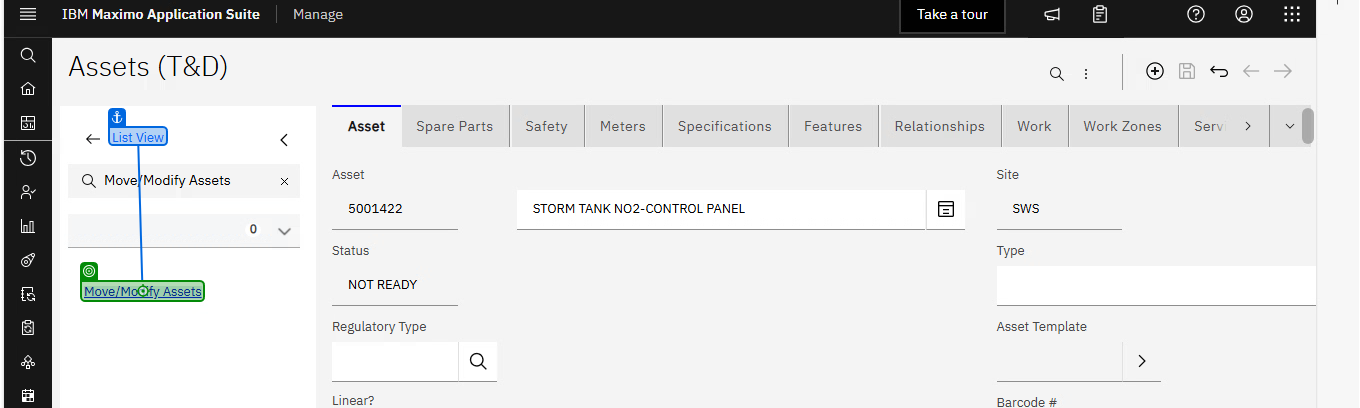 IBM Maximo Application Suite Manage Take a tour
Assets (T&D)
List View
Move/Modify Assets
0
Move/Modify Assets
Asset Spare Parts Safety Meters Specifications Features Relationships Work Work Zones Servi
Asset Site
5001422 STORM TANK NO2-CONTROL PANEL SWS
Status Type
NOT READY
Regulatory Type Asset Template
Linear? Barcode #